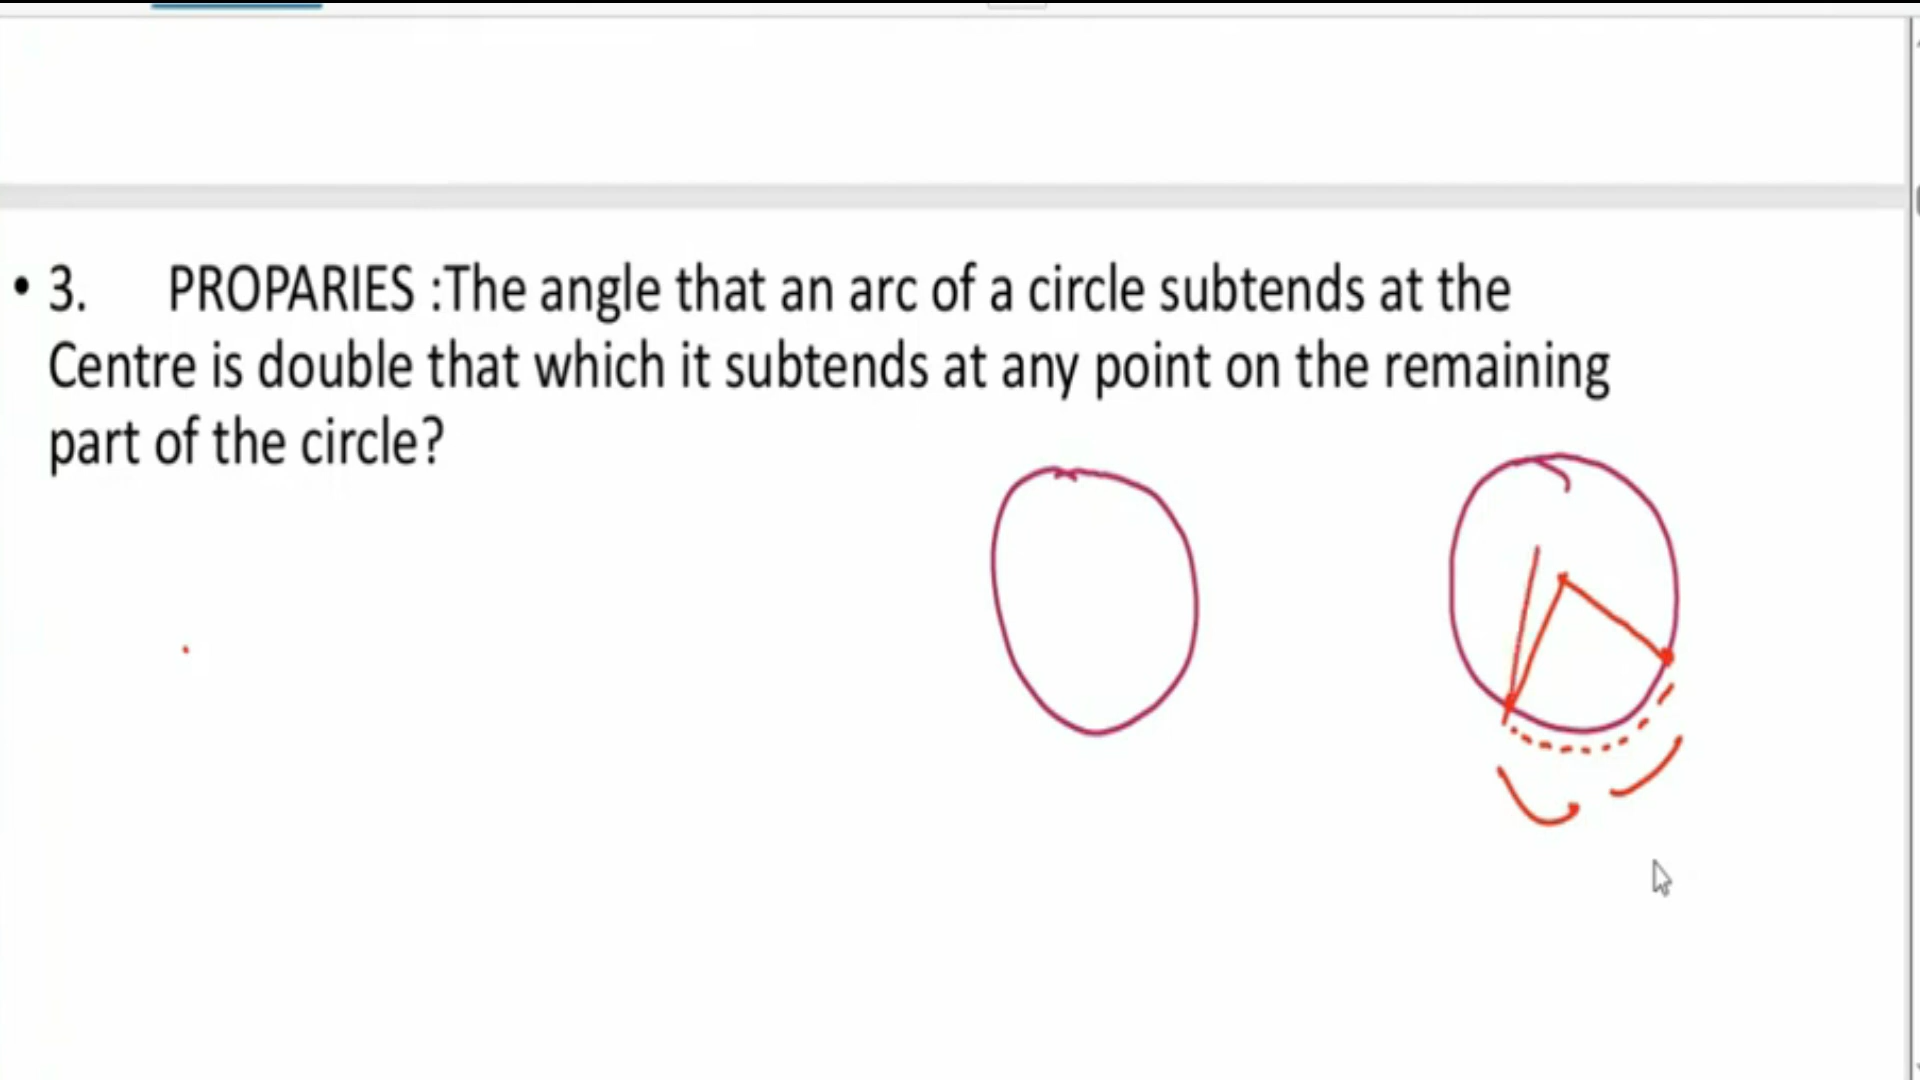 • 3. PROPARIES :The angle that an arc of a circle subtends at the
Centre is double that which it subtends at any point on the remaining
part of the circle?